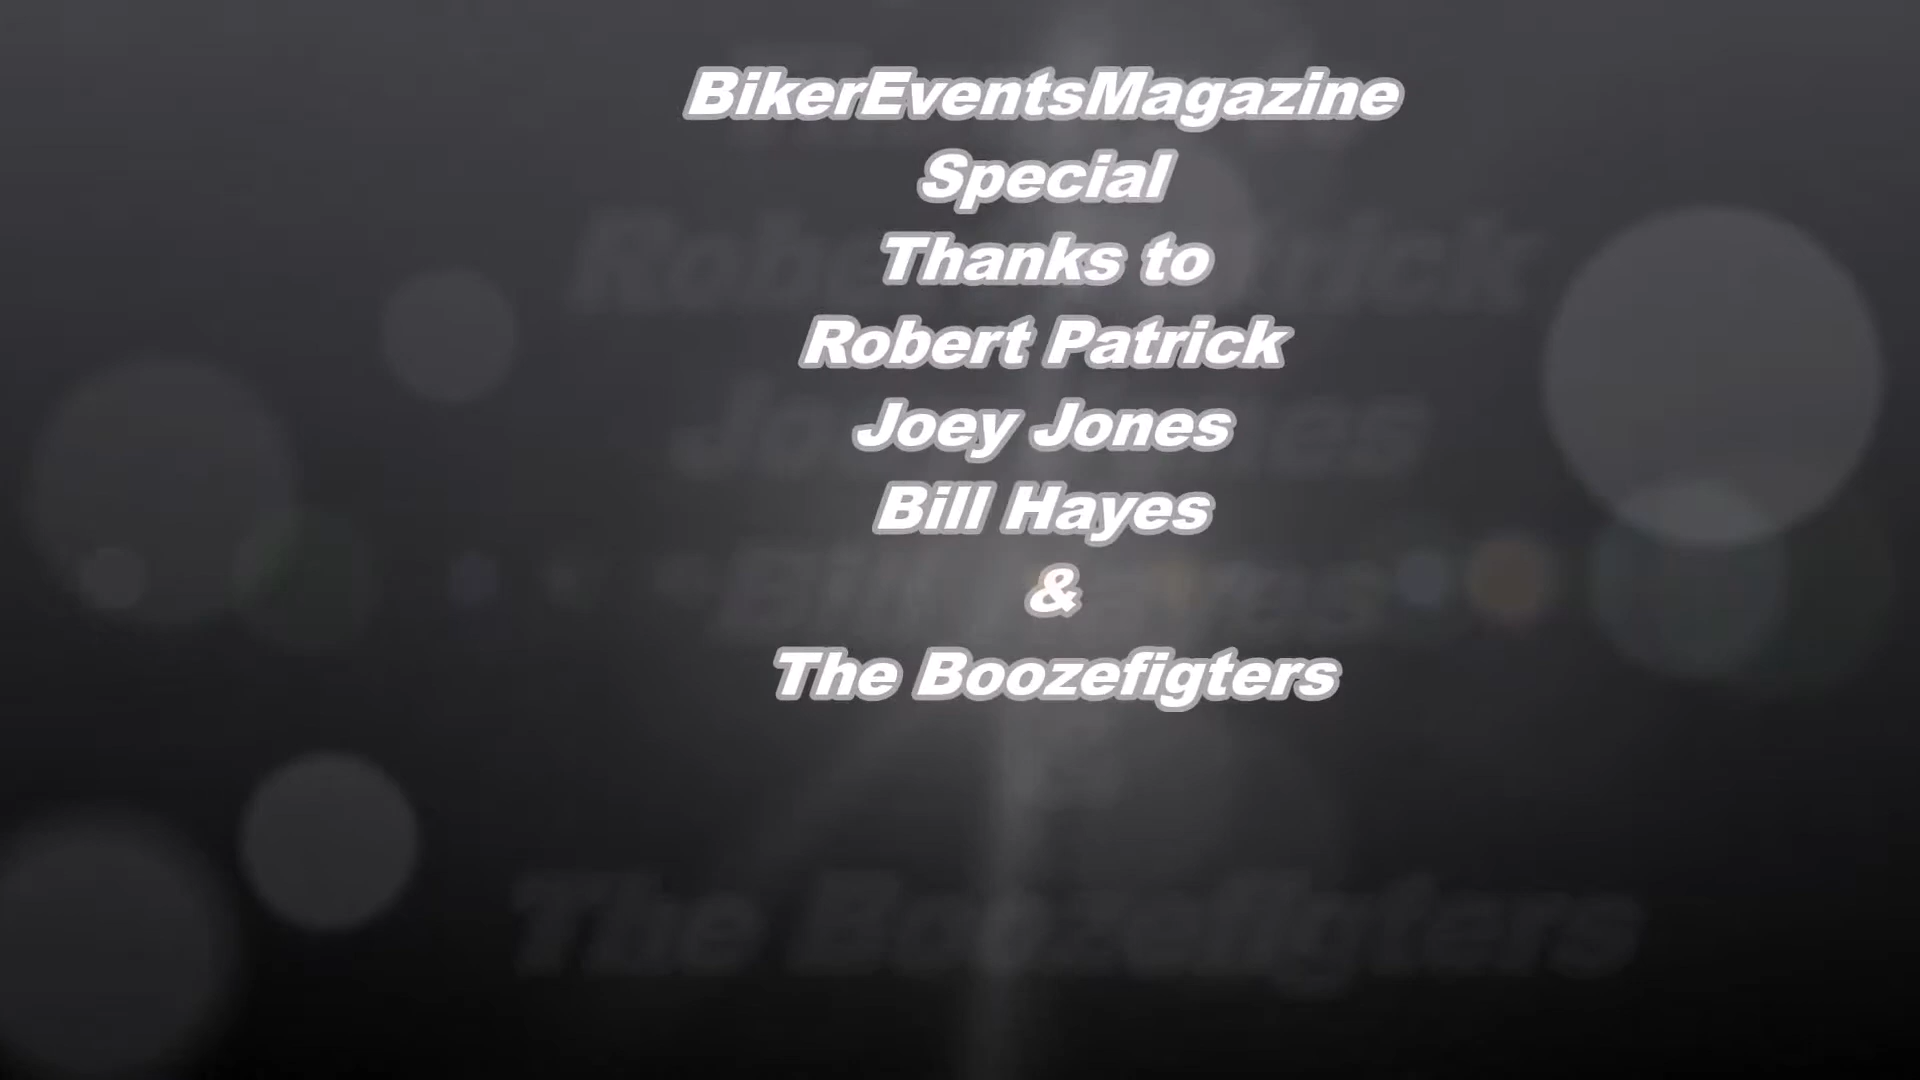 BikerEventsMagazine
Special
Thanks to
Robert Patrick
Joey Jones
Bill Hayes
&
The Boozefigters